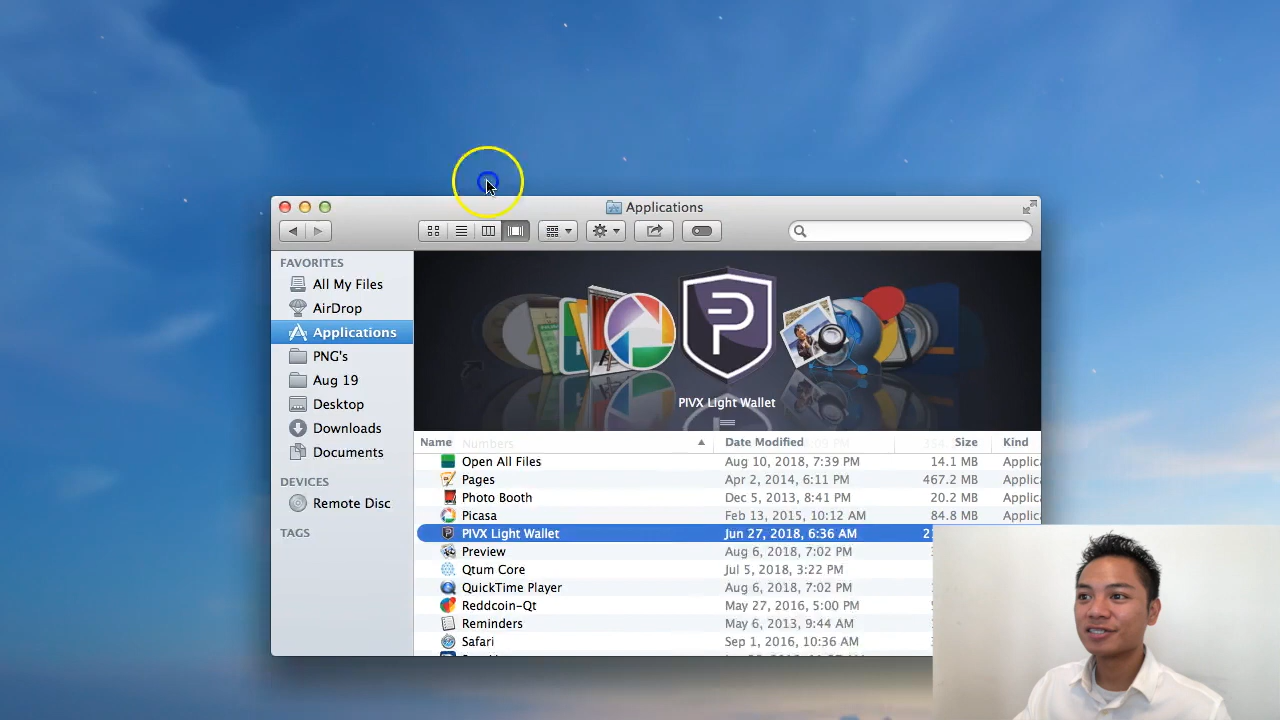 Applications
FAVORITES
All My Files
AirDrop
Applications
PNG's
Aug 19
Desktop
Downloads
Documents
DEVICES
Remote Disc
TAGS
PIVX Light Wallet
Name Date Modified Size Kind
Numbers
Open All Files Aug 10, 2018, 7:39 PM 14.1 MB Applic
Pages Apr 2, 2014, 6:11 PM 467.2 MB Applic
Photo Booth Dec 5, 2013, 8:41 PM 20.2 MB Applic
Picasa Feb 13, 2015, 10:12 AM 84.8 MB Applic
PIVX Light Wallet Jun 27, 2018, 6:36 AM
Preview Aug 6, 2018, 7:02 PM
Qtum Core Jul 5, 2018, 3:22 PM
QuickTime Player Aug 6, 2018, 7:02 PM
Reddcoin-Qt May 27, 2016, 5:00 PM
Reminders May 6, 2013, 9:44 AM
Safari Sep 1, 2016, 10:36 AM